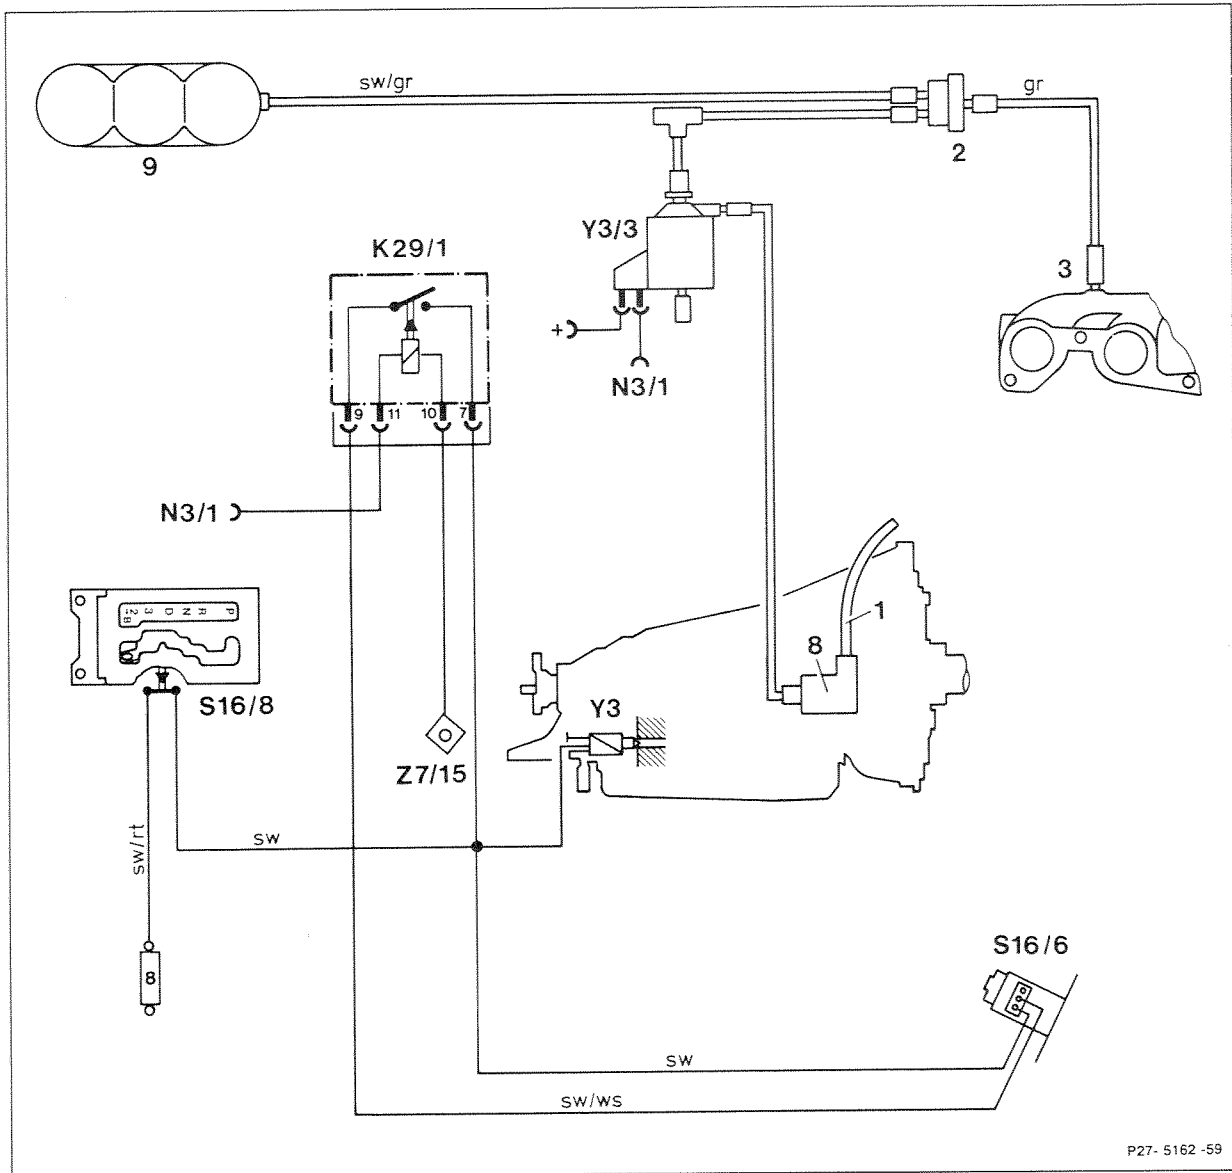 sw/gr
gr
9
2
Y3/3
3
K29/1
+
N3/1
9 11 10 7
N3/1
1
8
2-B 3 D N R P
S16/8
Y3
Z7/15
sw/rt
sw
8
S16/6
sw
sw/ws
P27- 5162 -59